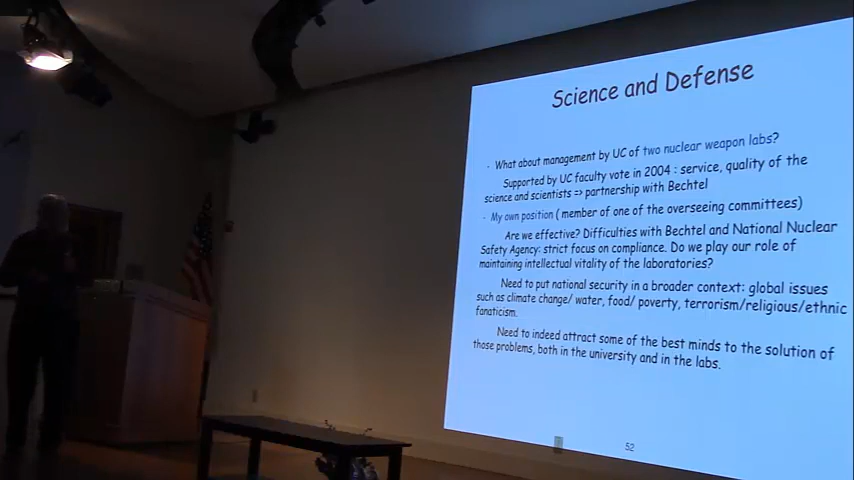 Science and Defense
- What about management by UC of two nuclear weapon labs?
Supported by UC faculty vote in 2004 : service, quality of the
science and scientists => partnership with Bechtel
- My own position ( member of one of the overseeing committees)
Are we effective? Difficulties with Bechtel and National Nuclear
Safety Agency: strict focus on compliance. Do we play our role of
maintaining intellectual vitality of the laboratories?
Need to put national security in a broader context: global issues
such as climate change/ water, food/ poverty, terrorism/religious/ethnic
fanaticism.
Need to indeed attract some of the best minds to the solution of
those problems, both in the university and in the labs.
52